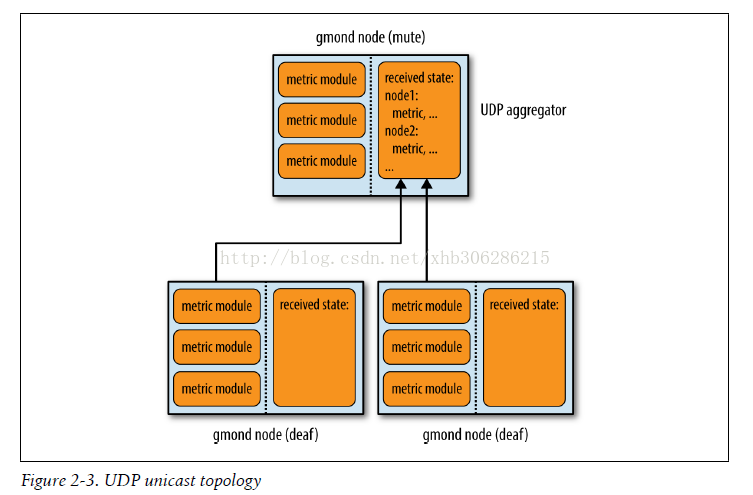 gmond node (mute)
metric module
metric module
metric module
received state:
node1:
metric, ...
node2:
metric, ...
...
UDP aggregator
http://blog.csdn.net/xhb306286215
metric module
metric module
metric module
received state:
gmond node (deaf)
metric module
metric module
metric module
received state:
gmond node (deaf)
Figure 2-3. UDP unicast topology